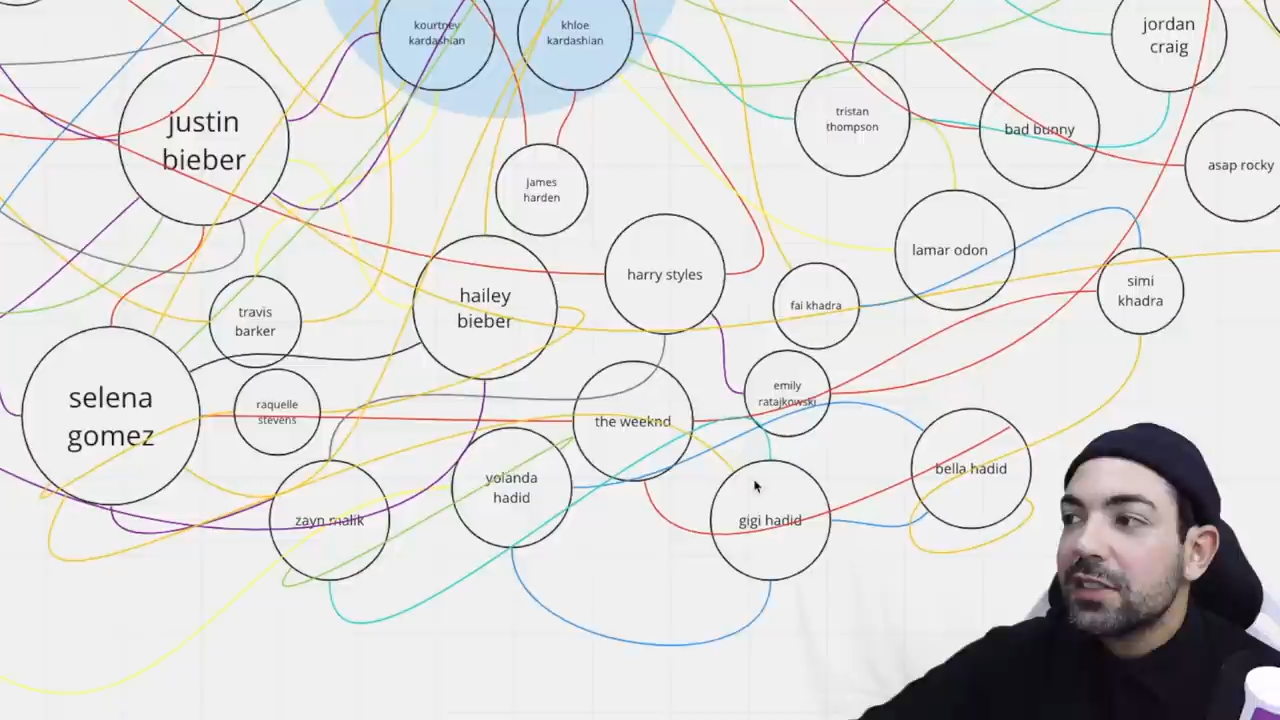 kourtney
kardashian
khloe
kardashian
jordan
craig
tristan
thompson
bad bunny
asap rocky
justin
bieber
james
harden
lamar odon
harry styles
simi
khadra
fai khadra
hailey
bieber
travis
barker
emily
ratajkowski
selena
gomez
raquelle
stevens
the weeknd
bella hadid
yolanda
hadid
zayn malik
gigi hadid